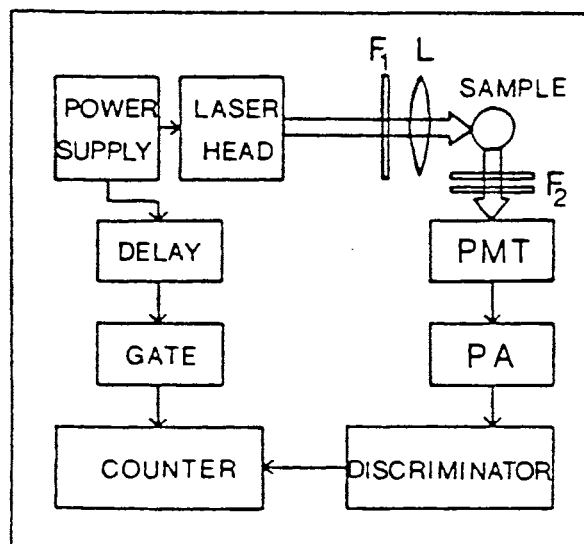 F1 L
SAMPLE
POWER
SUPPLY
LASER
HEAD
F2
DELAY
PMT
GATE
PA
COUNTER
DISCRIMINATOR